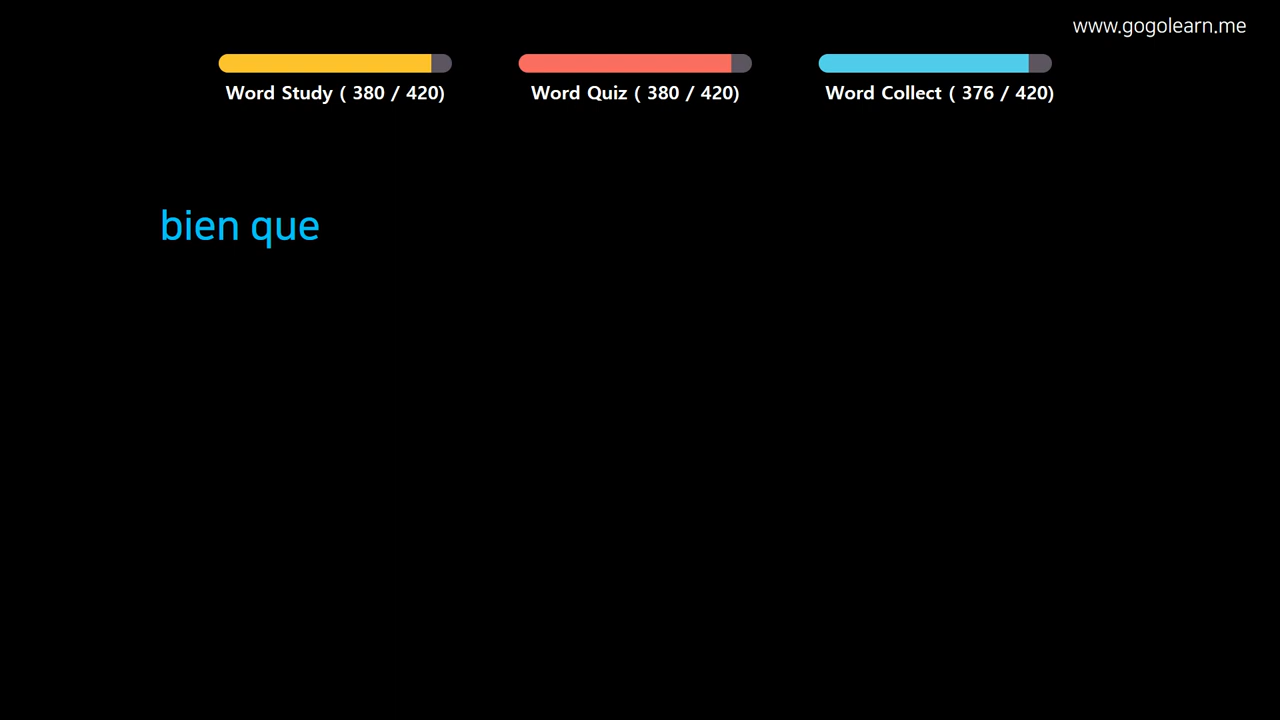 www.gogolearn.me
Word Study ( 380 / 420)
Word Quiz ( 380 / 420)
Word Collect ( 376 / 420)
bien que